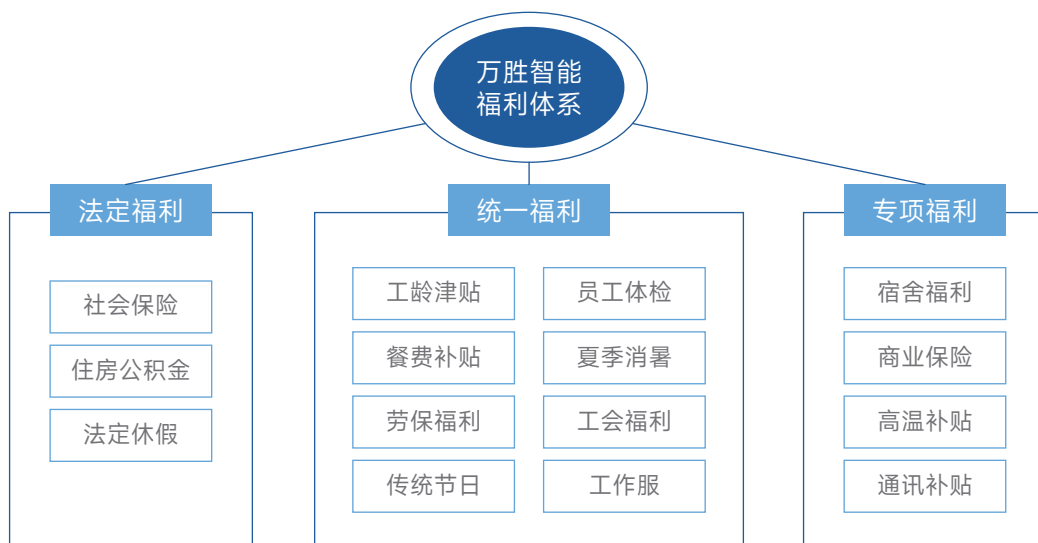 万胜智能
福利体系
法定福利
统一福利
专项福利
社会保险
住房公积金
法定休假
工龄津贴
员工体检
餐费补贴
夏季消暑
劳保福利
工会福利
传统节日
工作服
宿舍福利
商业保险
高温补贴
通讯补贴